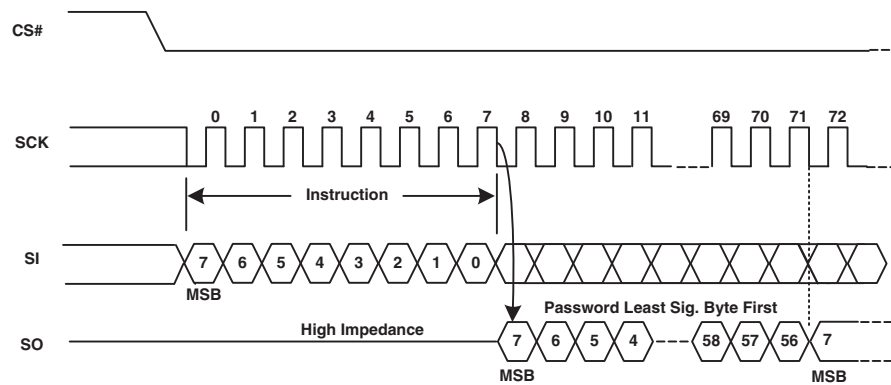 CS#
0 1 2 3 4 5 6 7 8 9 10 11 69 70 71 72
SCK
Instruction
SI 7 6 5 4 3 2 1 0
MSB
Password Least Sig. Byte First
High Impedance
SO 7 6 5 4 58 57 56 7
MSB MSB